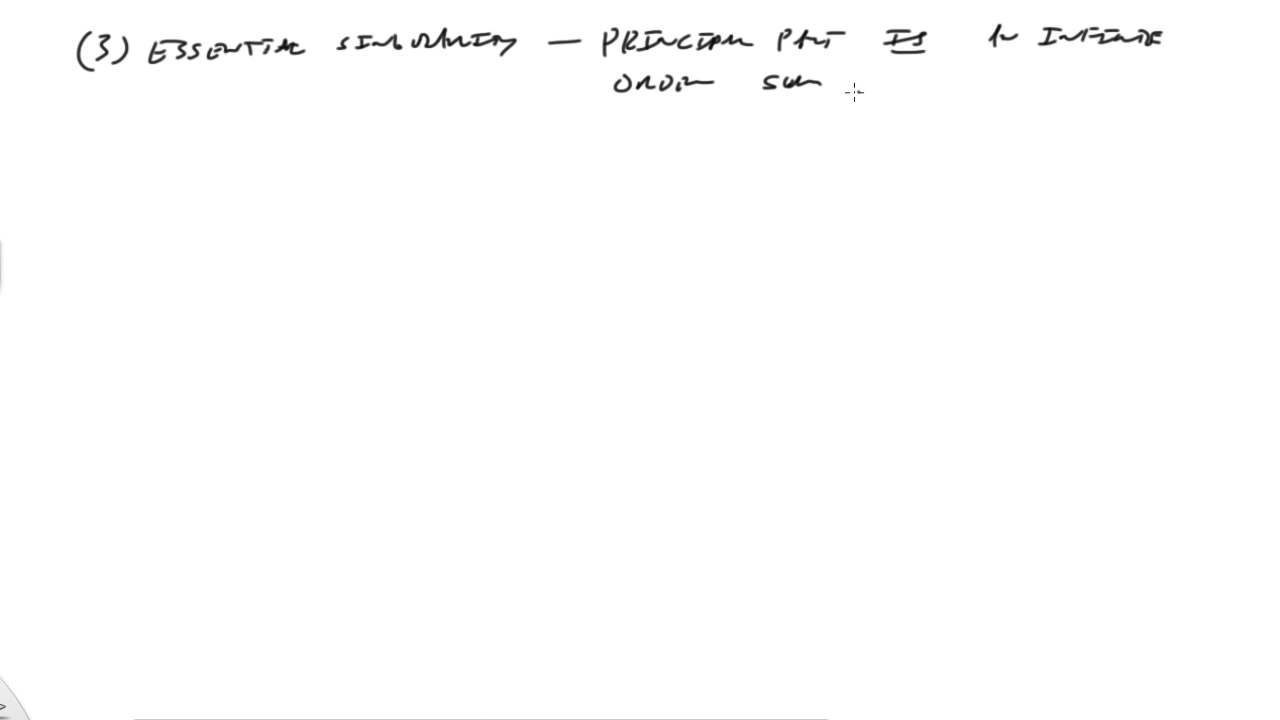 (3) ESSENTIAL SINGULARITY — PRINCIPAL PART IS AN INFINITE
ORDER SUM